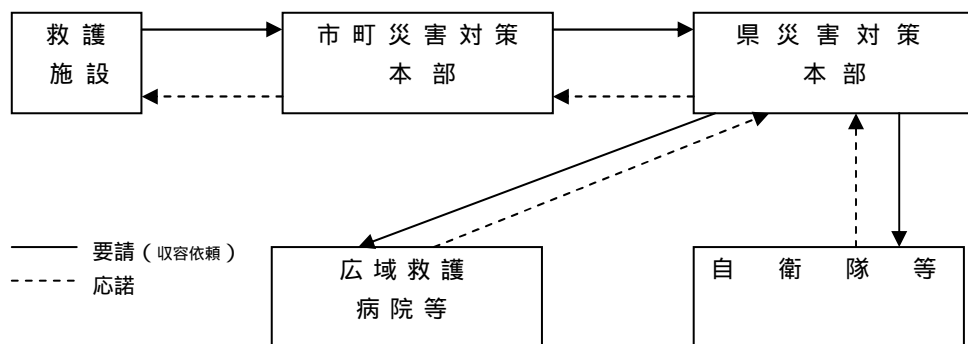 救護
施設
市町災害対策
本部
県災害対策
本部
要請(収容依頼)
応諾
広域救護
病院等
自衛隊等